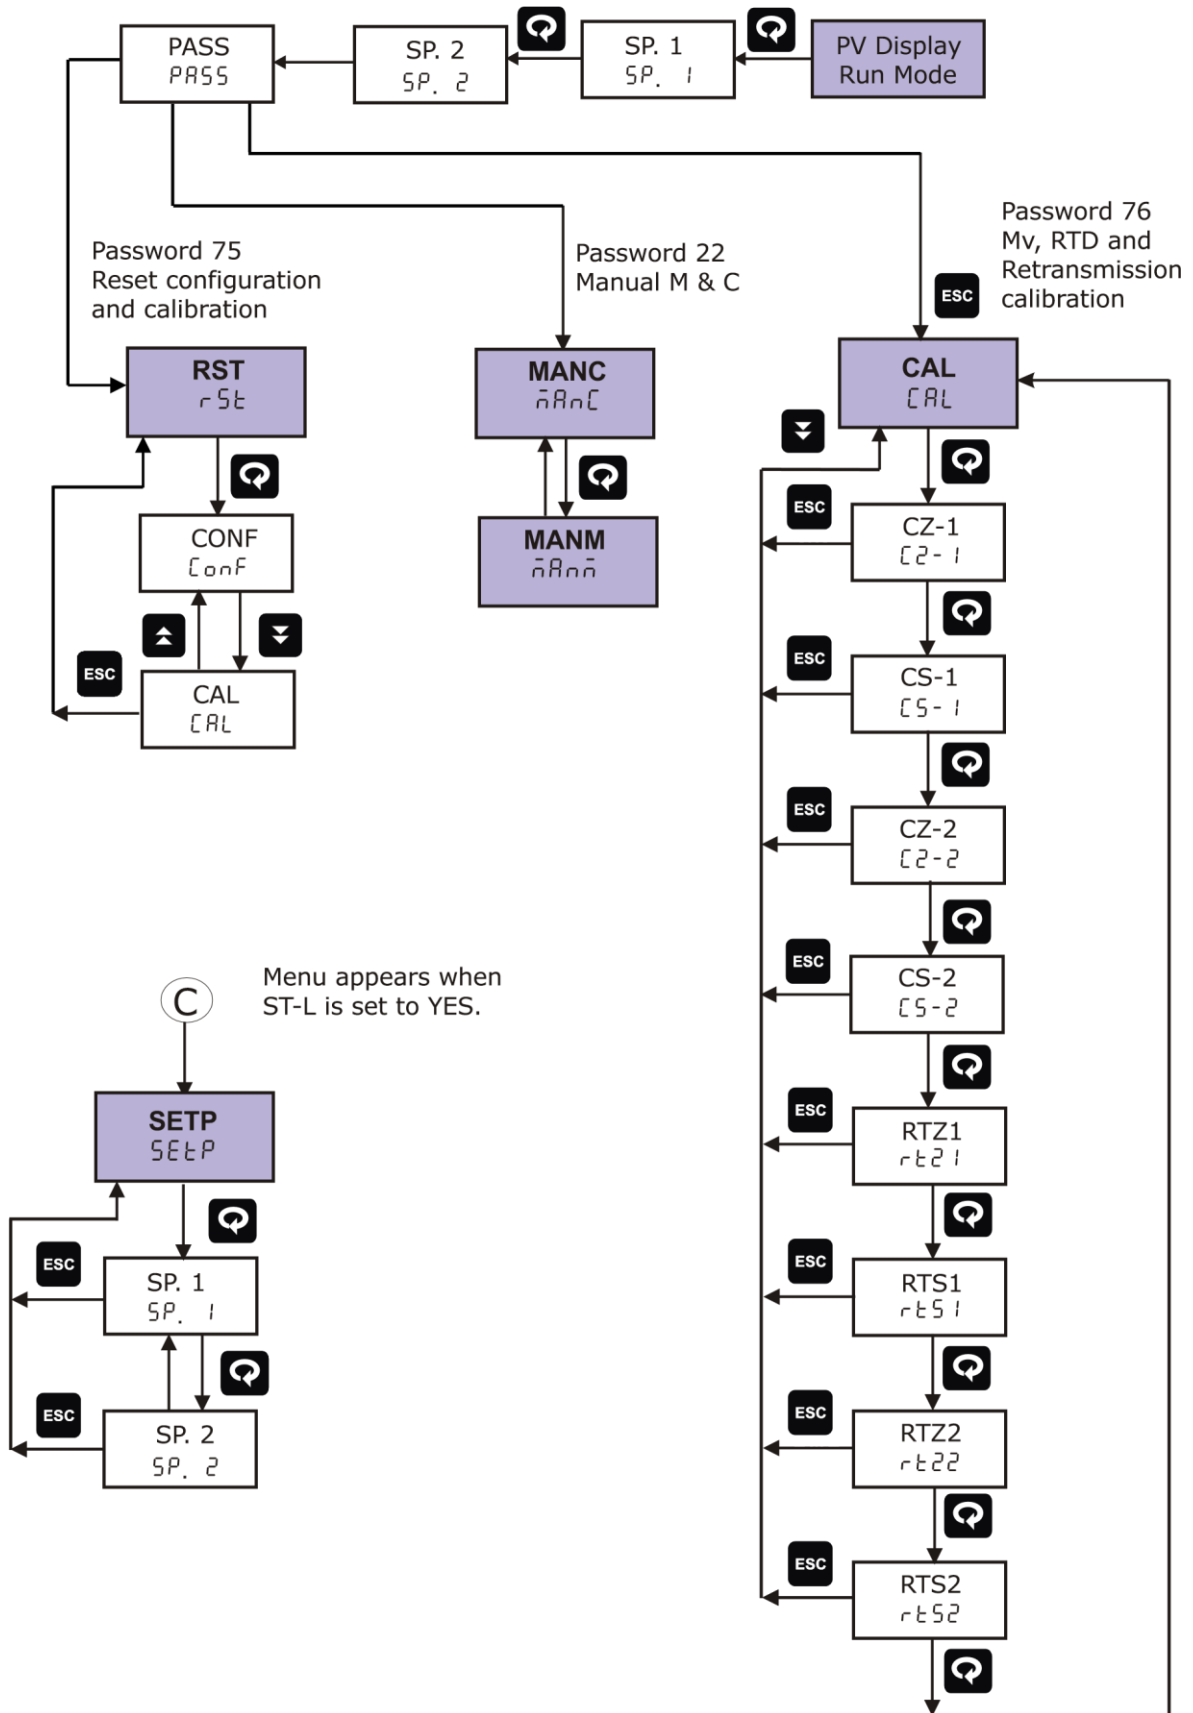 PASS
PASS
SP. 2
SP. 2
SP. 1
SP. 1
PV Display
Run Mode
Password 75
Reset configuration
and calibration
Password 22
Manual M & C
Password 76
Mv, RTD and
Retransmission
calibration
ESC
RST
rSt
MANC
MAnC
CAL
CAL
CONF
ConF
MANM
MAnM
ESC
CZ-1
CZ-1
ESC
CAL
CAL
ESC
CS-1
CS-1
ESC
CZ-2
CZ-2
ESC
CS-2
CS-2
C
Menu appears when
ST-L is set to YES.
SETP
SEtP
ESC
RTZ1
rtZ1
ESC
SP. 1
SP. 1
ESC
RTS1
rtS1
ESC
SP. 2
SP. 2
ESC
RTZ2
rtZ2
ESC
RTS2
rtS2